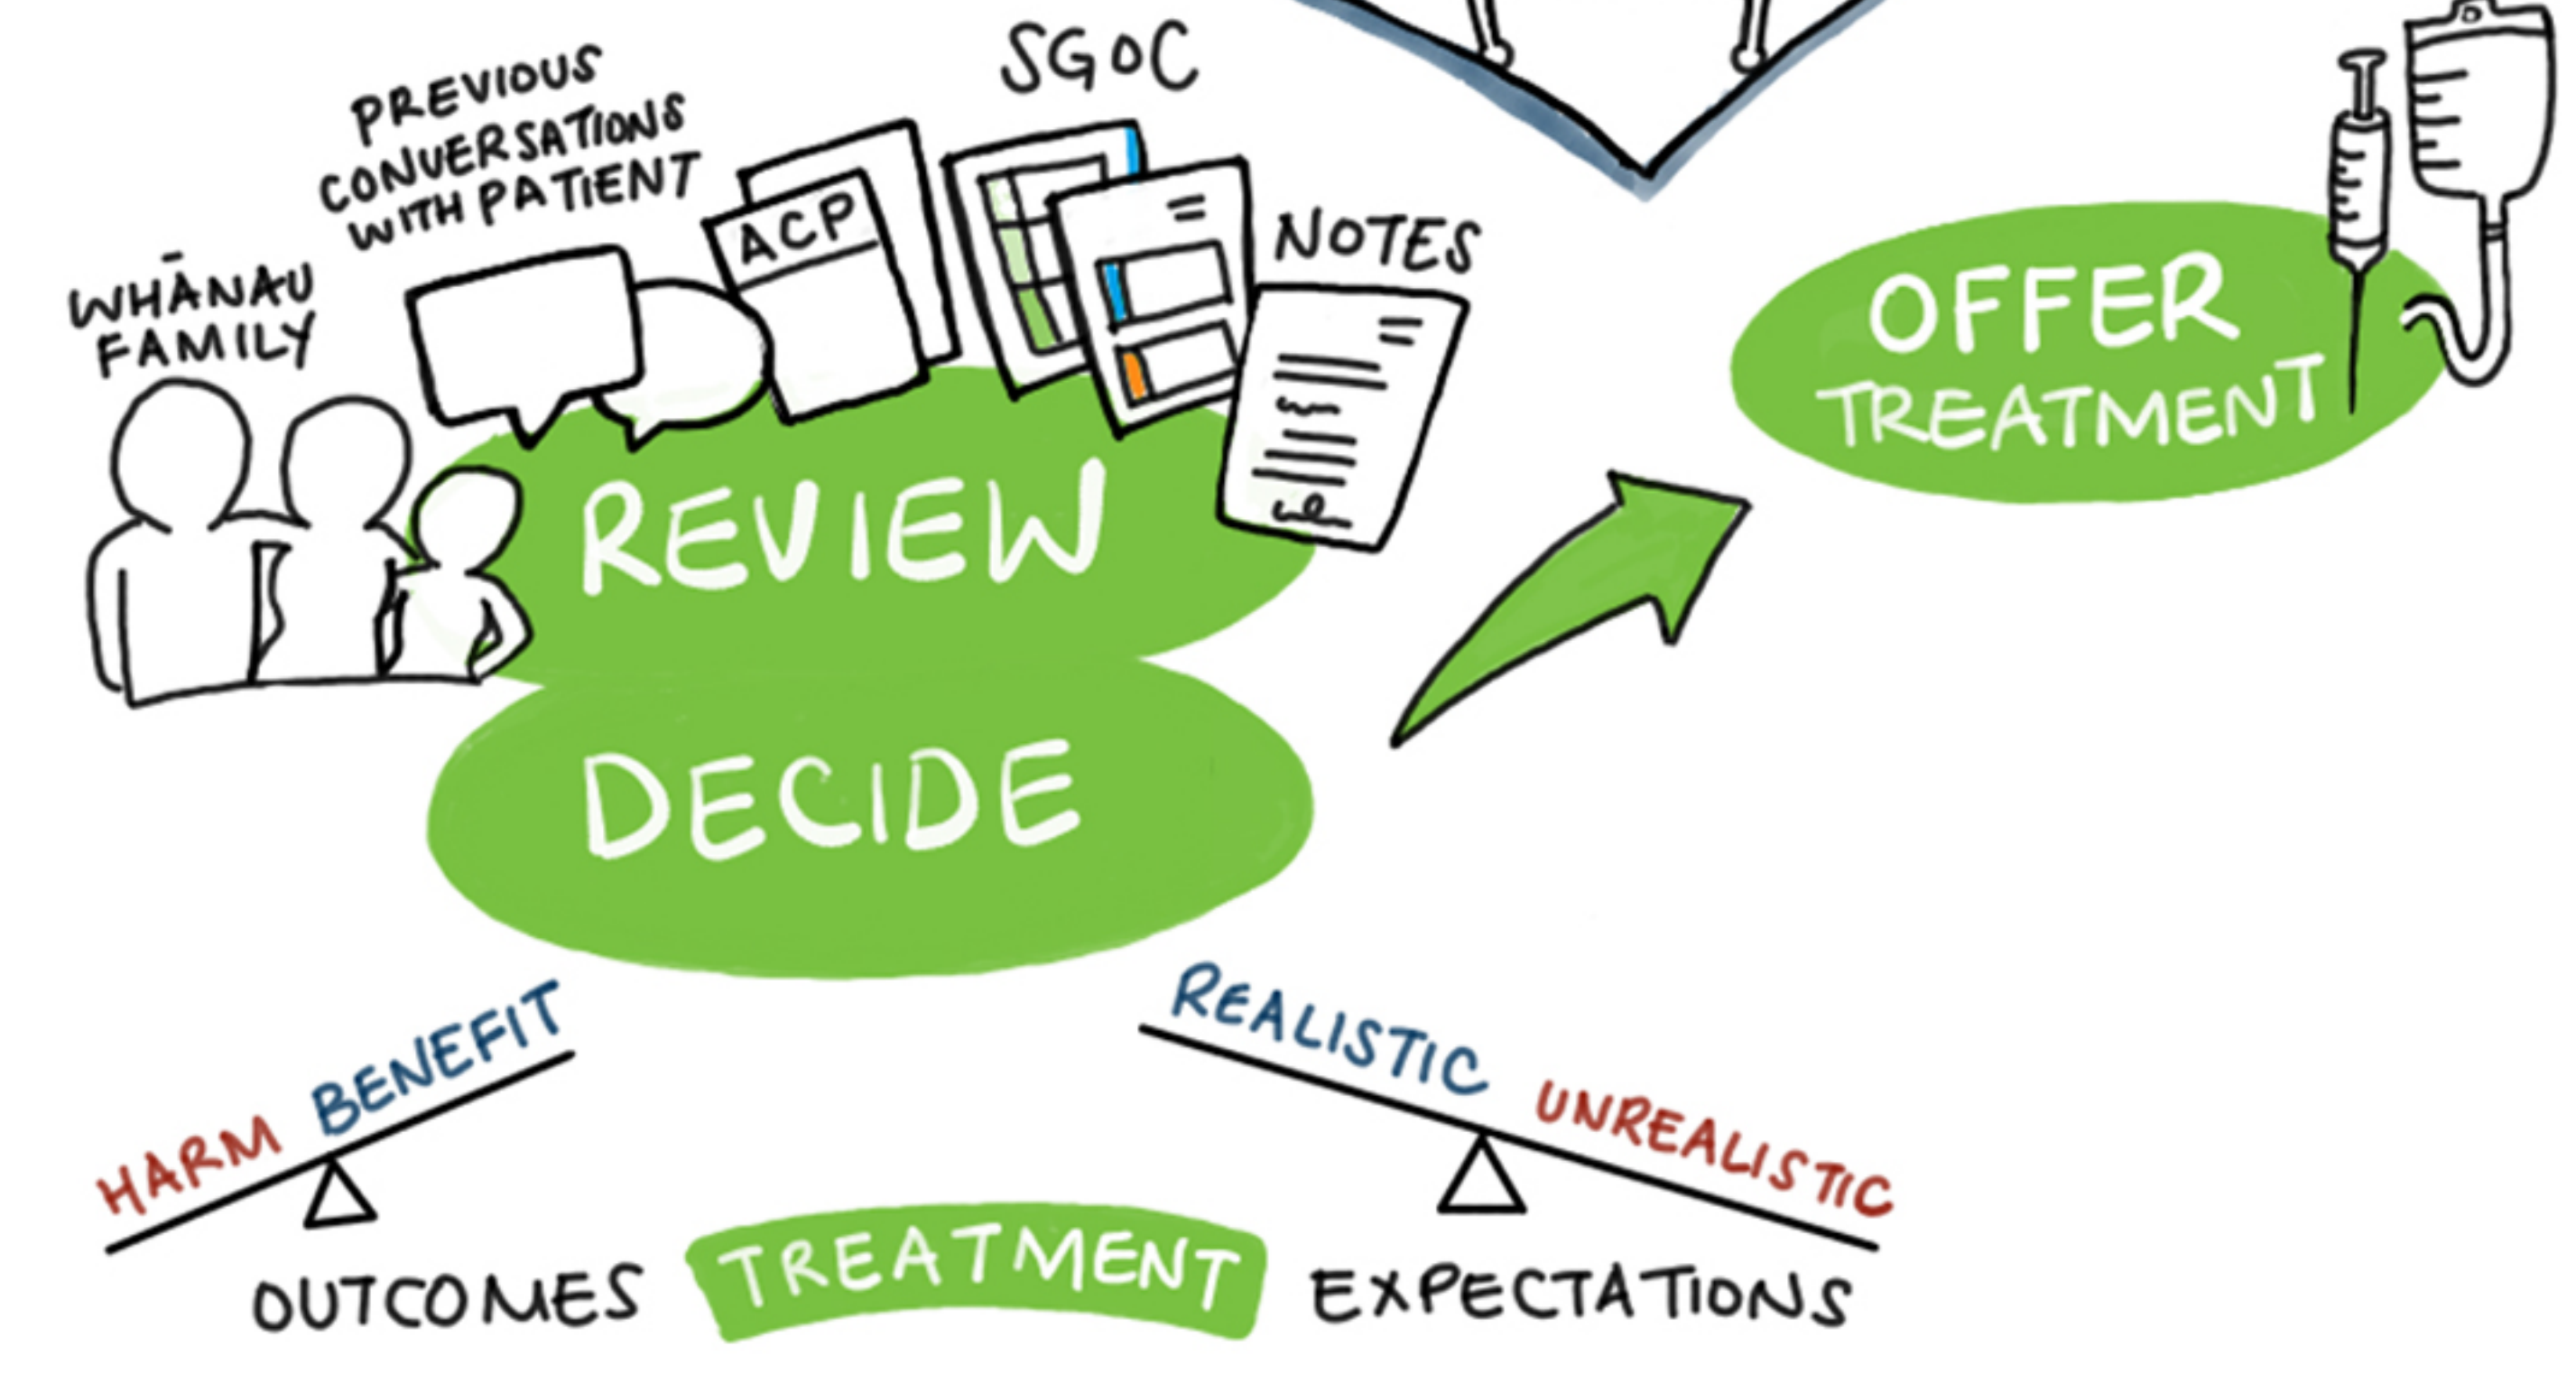 SGOC
PREVIOUS
CONVERSATIONS
WITH PATIENT
ACP
NOTES
WHĀNAU
FAMILY
OFFER
TREATMENT
REVIEW
DECIDE
HARM BENEFIT
REALISTIC UNREALISTIC
OUTCOMES
TREATMENT
EXPECTATIONS